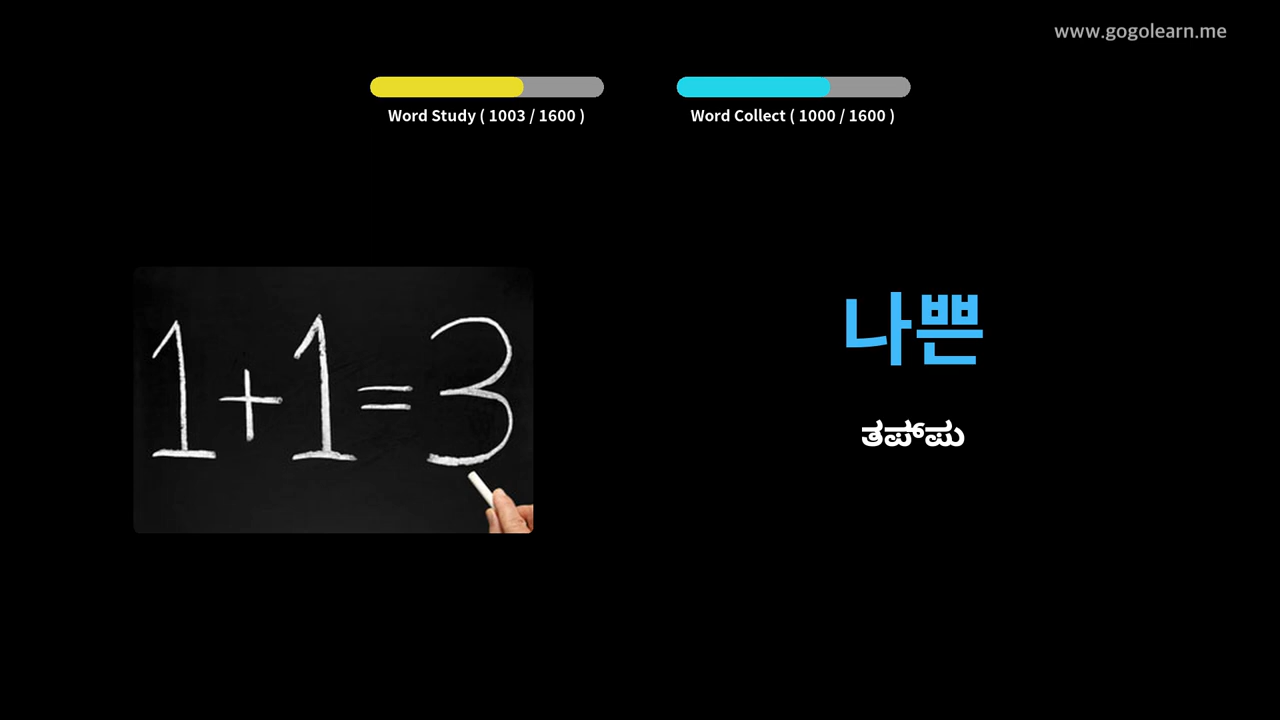 www.gogolearn.me
Word Study ( 1003 / 1600 )
Word Collect ( 1000 / 1600 )
1+1=3
나쁜
ತಪ್ಪು